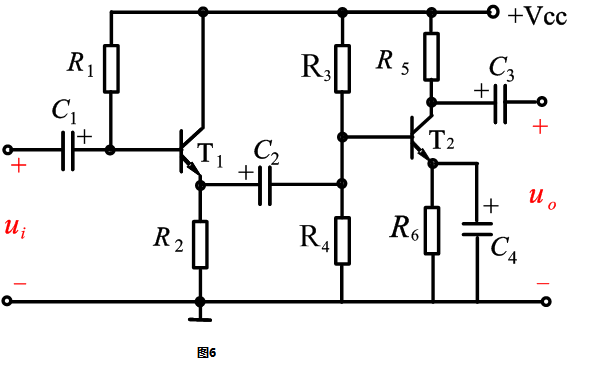 +Vcc
R1
R3
R5
C3
+
C1
+
+
T1
C2
+
T2
+
+
ui
uo
R2
R4
R6
+
C4
−
−
图6